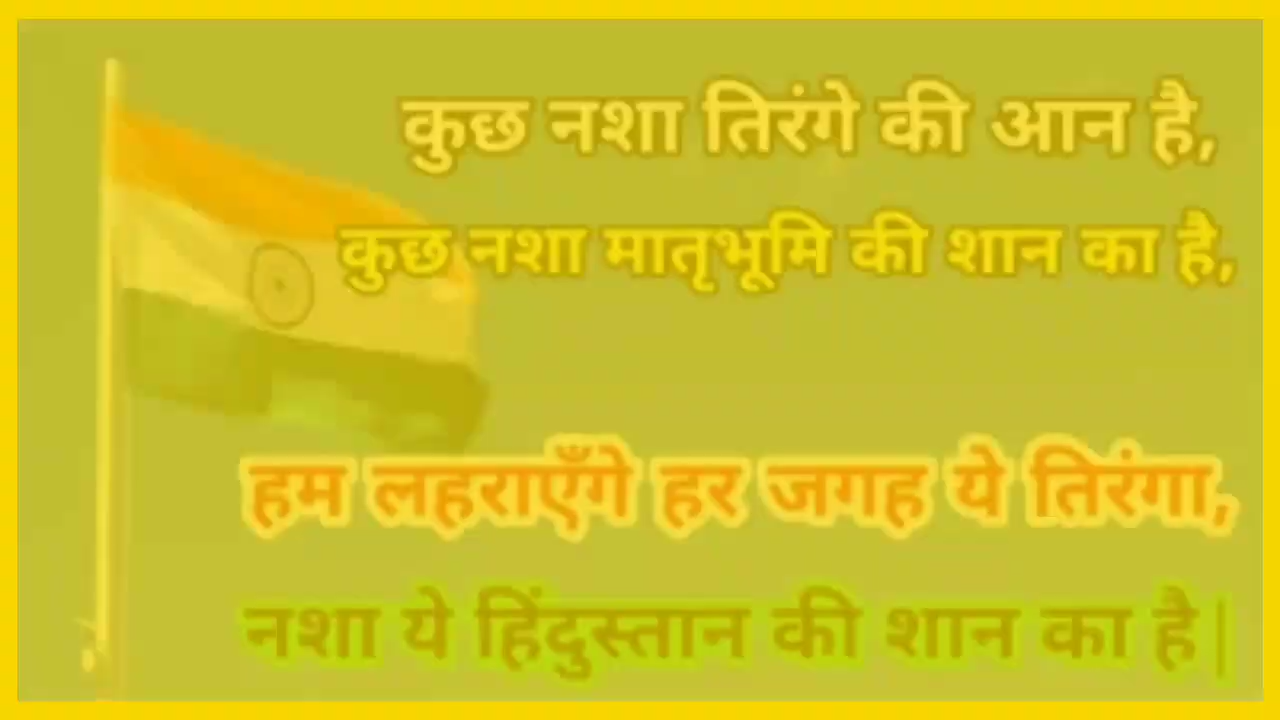 कुछ नशा तिरंगे की आन है,
कुछ नशा मातृभूमि की शान का है,
हम लहराएँगे हर जगह ये तिरंगा,
नशा ये हिंदुस्तान की शान का है|